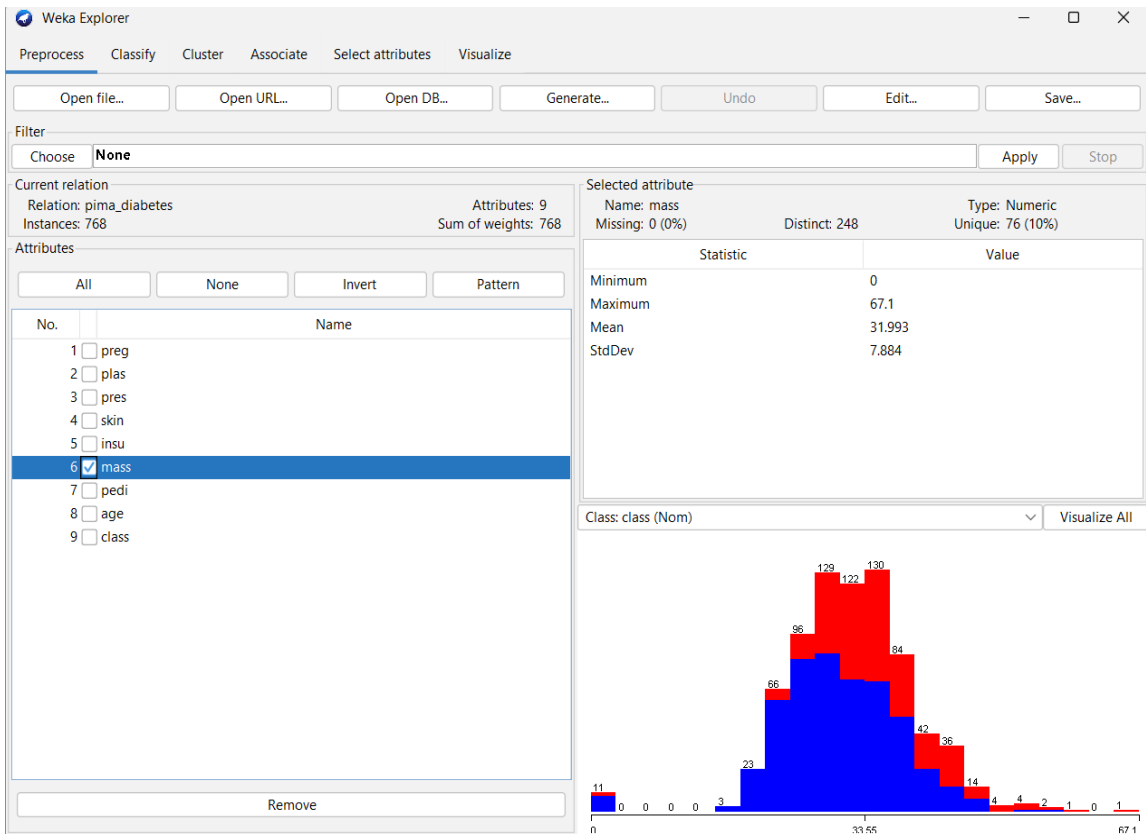 Weka Explorer
Preprocess Classify Cluster Associate Select attributes Visualize
Open file... Open URL... Open DB... Generate... Undo Edit... Save...
Filter
Choose None Apply Stop
Current relation
Relation: pima_diabetes Attributes: 9
Instances: 768 Sum of weights: 768
Attributes
All None Invert Pattern
No. Name
1 preg
2 plas
3 pres
4 skin
5 insu
6 mass
7 pedi
8 age
9 class
Remove
Selected attribute
Name: mass Type: Numeric
Missing: 0 (0%) Distinct: 248 Unique: 76 (10%)
Statistic Value
Minimum 0
Maximum 67.1
Mean 31.993
StdDev 7.884
Class: class (Nom) Visualize All
11 0 0 0 0 3 23 66 96 129 122 130 84 42 36 14 4 4 2 1 0 1
0 33.55 67.1